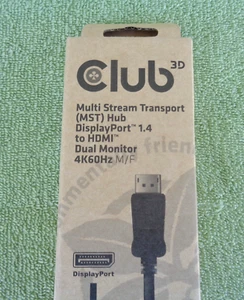 Club 3D
Multi Stream Transport
(MST) Hub
DisplayPort™ 1.4
to HDMI™
Dual Monitor
4K60Hz M/F
DisplayPort